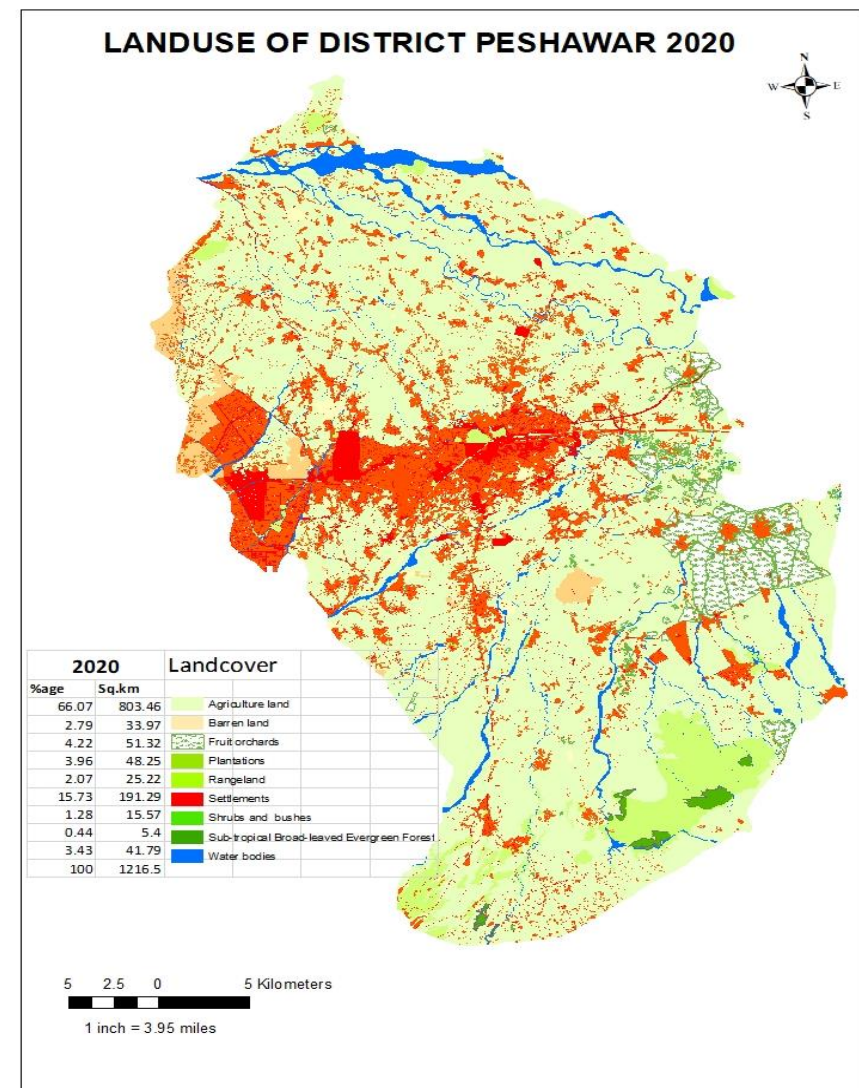 LANDUSE OF DISTRICT PESHAWAR 2020
N
W E
S
2020 Landcover
%age Sq.km
66.07 803.46 Agriculture land
2.79 33.97 Barren land
4.22 51.32 Fruit orchards
3.96 48.25 Plantations
2.07 25.22 Rangeland
15.73 191.29 Settlements
1.28 15.57 Shrubs and bushes
0.44 5.4 Sub-tropical Broad-leaved Evergreen Forest
3.43 41.79 Water bodies
100 1216.5
5 2.5 0 5 Kilometers
1 inch = 3.95 miles